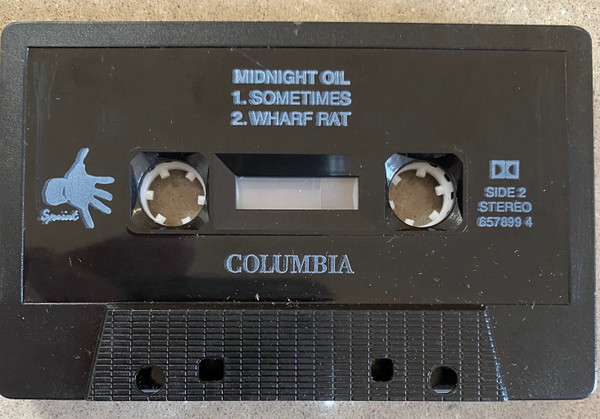 MIDNIGHT OIL
1. SOMETIMES
2. WHARF RAT
Sprint
SIDE 2
STEREO
657899 4
COLUMBIA